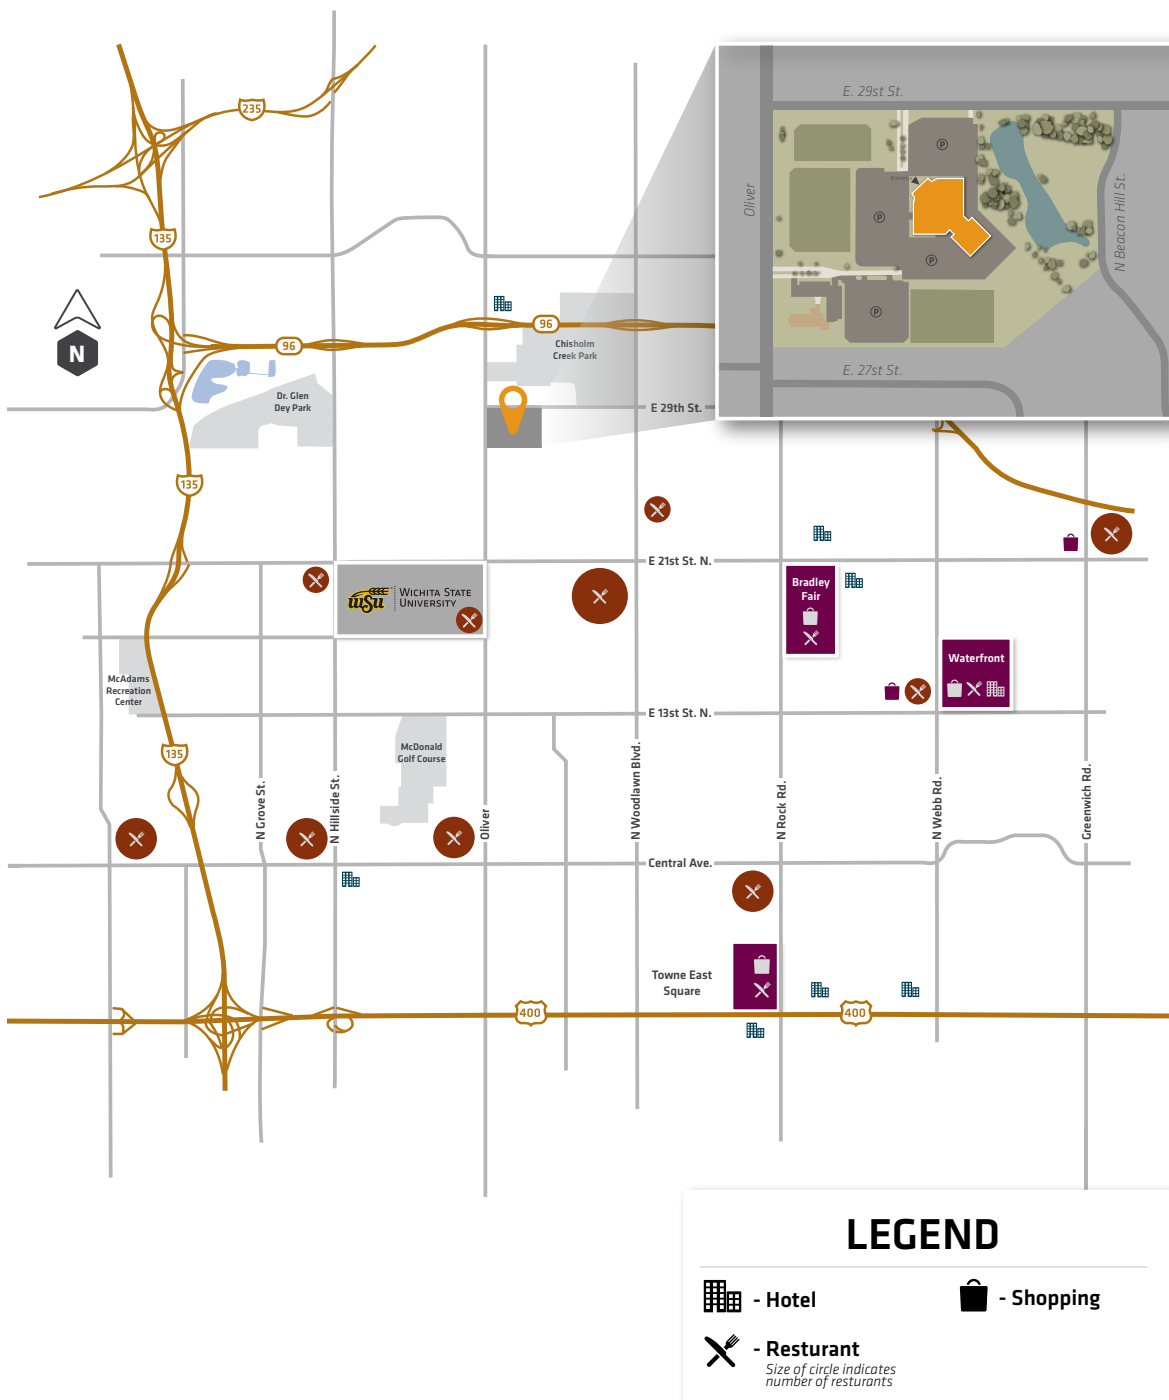 235
E. 29st St.
P
Oliver
N Beacon Hill St.
P
135
P
N
96
96
Chisholm
Creek Park
P
E. 27st St.
Dr. Glen
Dey Park
E 29th St.
135
E 21st St. N.
WSU
WICHITA STATE
UNIVERSITY
Bradley
Fair
Waterfront
McAdams
Recreation
Center
E 13st St. N.
McDonald
Golf Course
135
N Grove St.
N Hillside St.
Oliver
N Woodlawn Blvd.
N Rock Rd.
N Webb Rd.
Greenwich Rd.
Central Ave.
Towne East
Square
400
400
LEGEND
- Hotel
- Shopping
- Resturant
Size of circle indicates
number of resturants